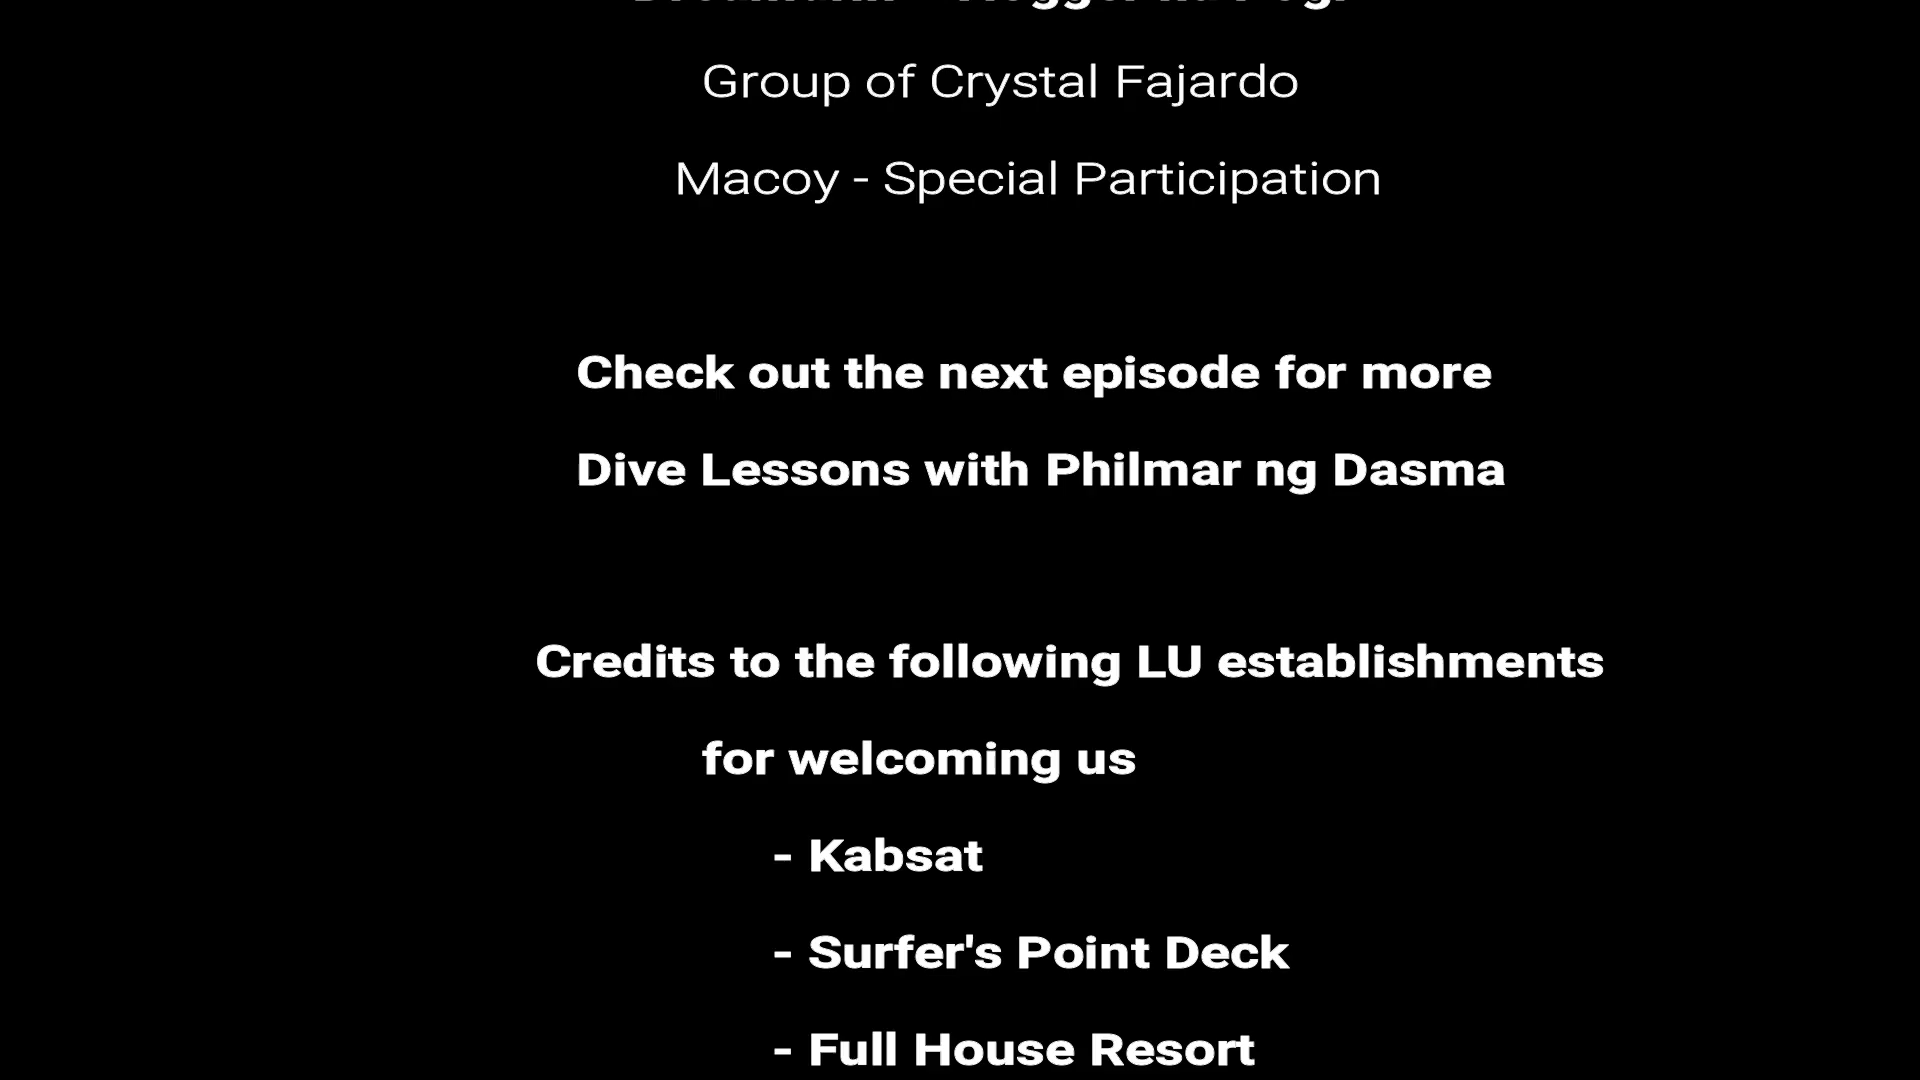 Group of Crystal Fajardo
Macoy - Special Participation
Check out the next episode for more
Dive Lessons with Philmar ng Dasma
Credits to the following LU establishments
for welcoming us
- Kabsat
- Surfer's Point Deck
- Full House Resort